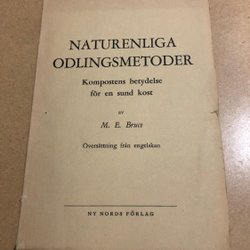 NATURENLIGA
ODLINGSMETODER
Kompostens betydelse
för en sund kost
AV
M. E. Bruce
Översättning från engelskan
NY NORDS FÖRLAG